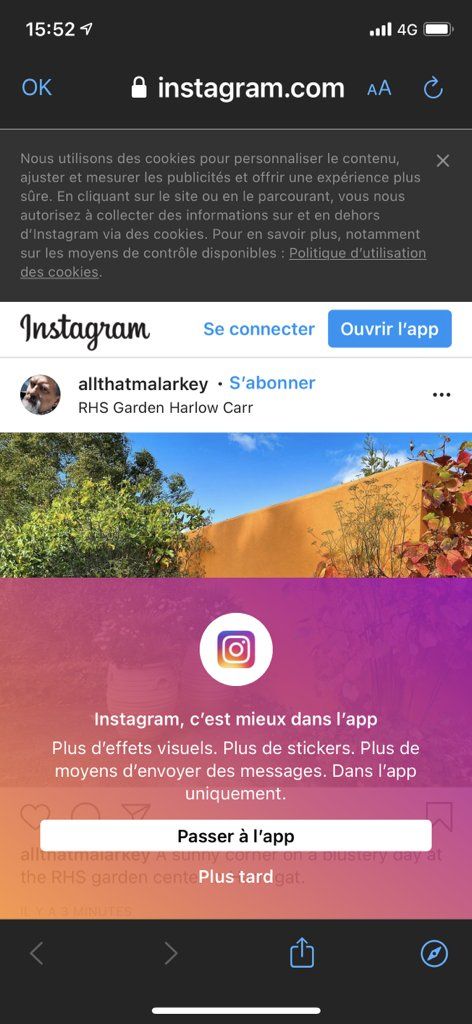 15:52
4G
OK
instagram.com
AA
Nous utilisons des cookies pour personnaliser le contenu,
ajuster et mesurer les publicités et offrir une expérience plus
sûre. En cliquant sur le site ou en le parcourant, vous nous
autorisez à collecter des informations sur et en dehors
d’Instagram via des cookies. Pour en savoir plus, notamment
sur les moyens de contrôle disponibles : Politique d’utilisation
des cookies.
Instagram
Se connecter
Ouvrir l’app
allthatmalarkey • S’abonner
RHS Garden Harlow Carr
Instagram, c’est mieux dans l’app
Plus d’effets visuels. Plus de stickers. Plus de
moyens d’envoyer des messages. Dans l’app
uniquement.
Passer à l’app
allthatmalarkey A sunny corner on a blustery day at
the RHS garden gat.
Plus tard
IL Y A 3 MINUTES